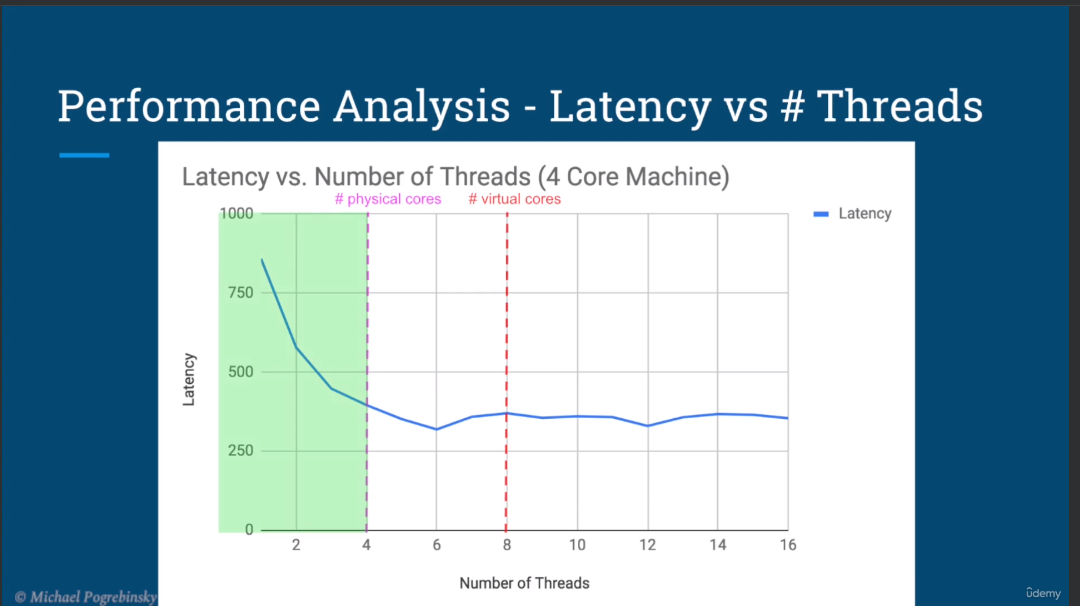 Performance Analysis - Latency vs # Threads
Latency vs. Number of Threads (4 Core Machine)
# physical cores
# virtual cores
Latency
1000
750
500
250
0
Latency
2
4
6
8
10
12
14
16
Number of Threads
© Michael Pogrebinsky
ûdemy